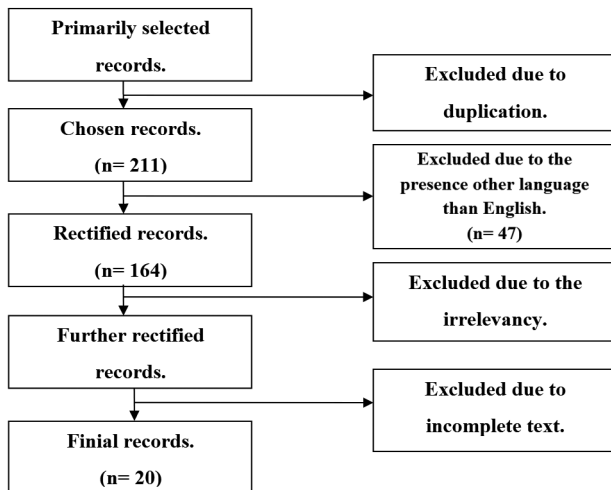 Primarily selected
records.
Excluded due to
duplication.
Chosen records.
(n= 211)
Excluded due to the
presence other language
than English.
(n= 47)
Rectified records.
(n= 164)
Excluded due to the
irrelevancy.
Further rectified
records.
Excluded due to
incomplete text.
Finial records.
(n= 20)